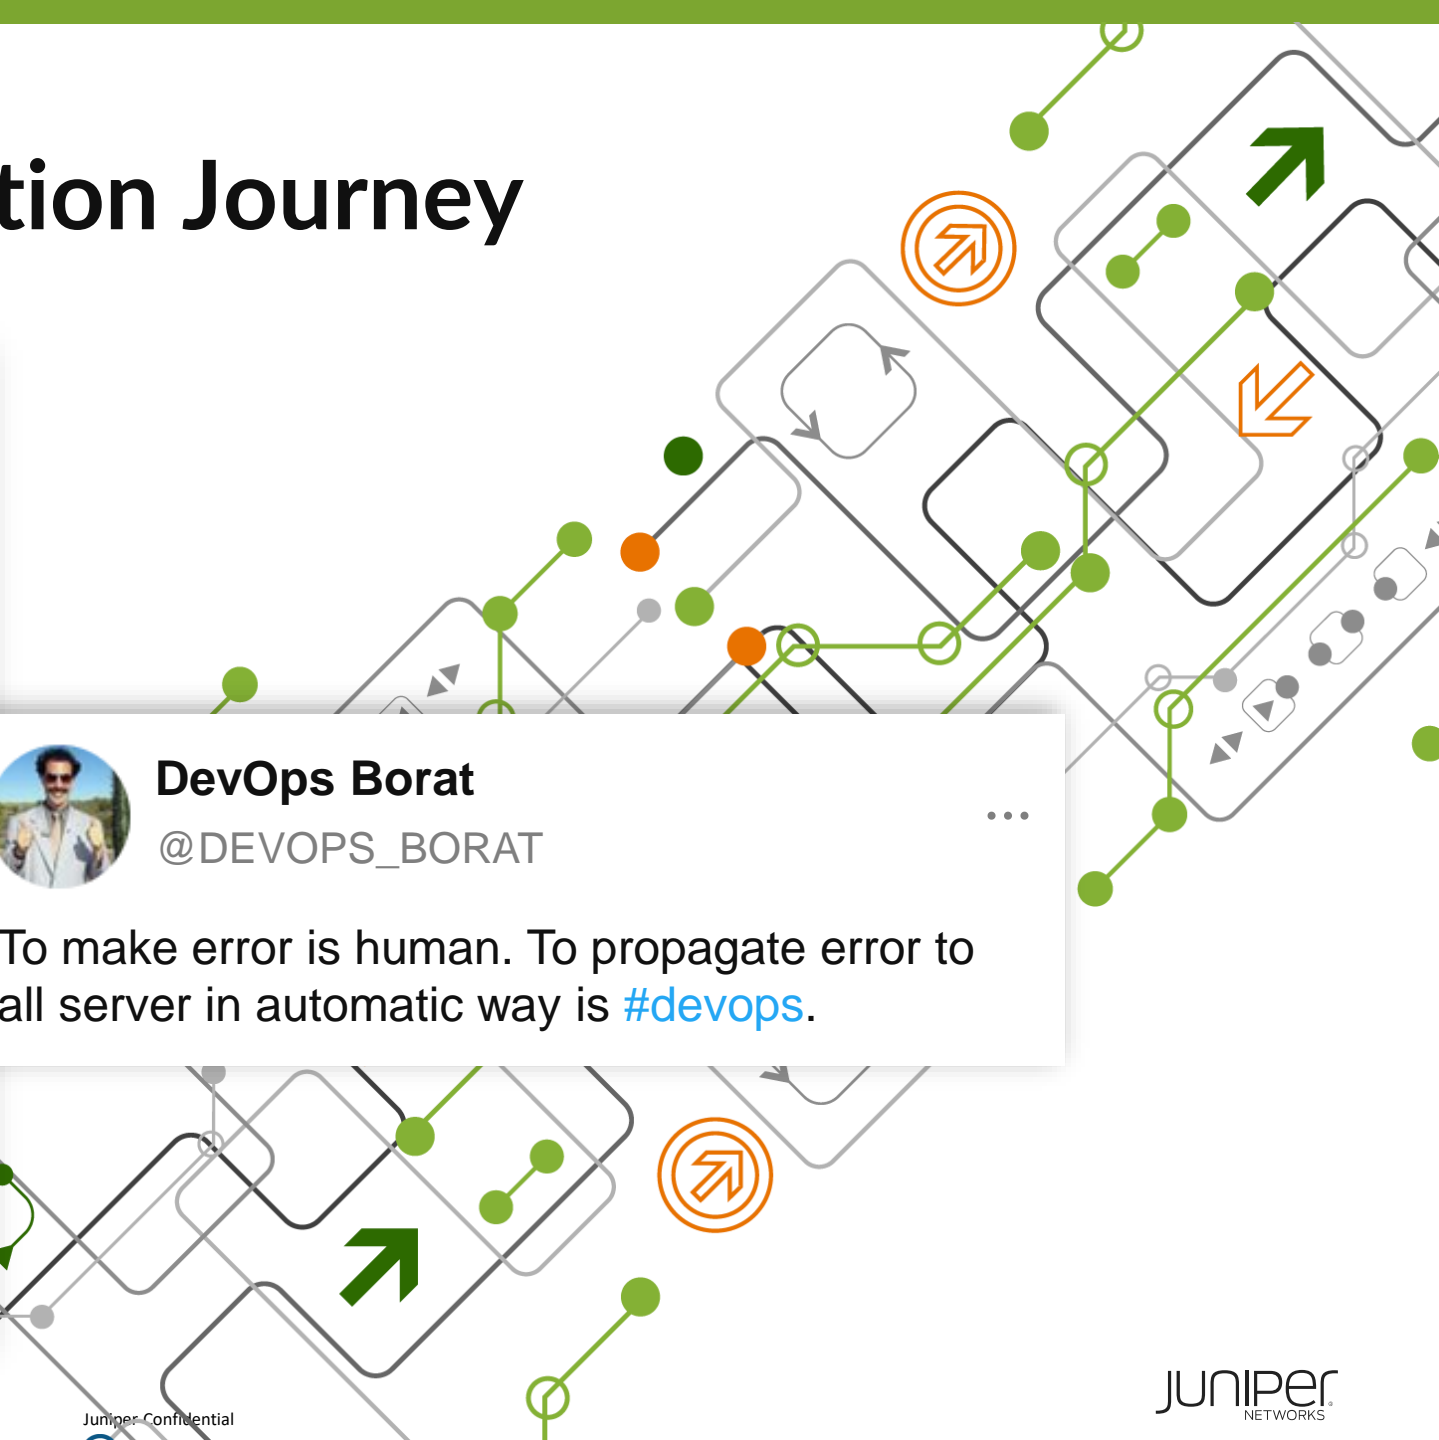 tion Journey
DevOps Borat
@DEVOPS_BORAT
To make error is human. To propagate error to
all server in automatic way is #devops.
Juniper Confidential
JUNIPER
NETWORKS